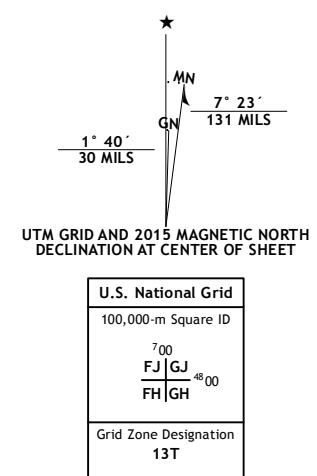 ★
MN
7° 23´
GN
131 MILS
1° 40´
30 MILS
UTM GRID AND 2015 MAGNETIC NORTH
DECLINATION AT CENTER OF SHEET
U.S. National Grid
100,000-m Square ID
700
FJ GJ
4800
FH GH
Grid Zone Designation
13T